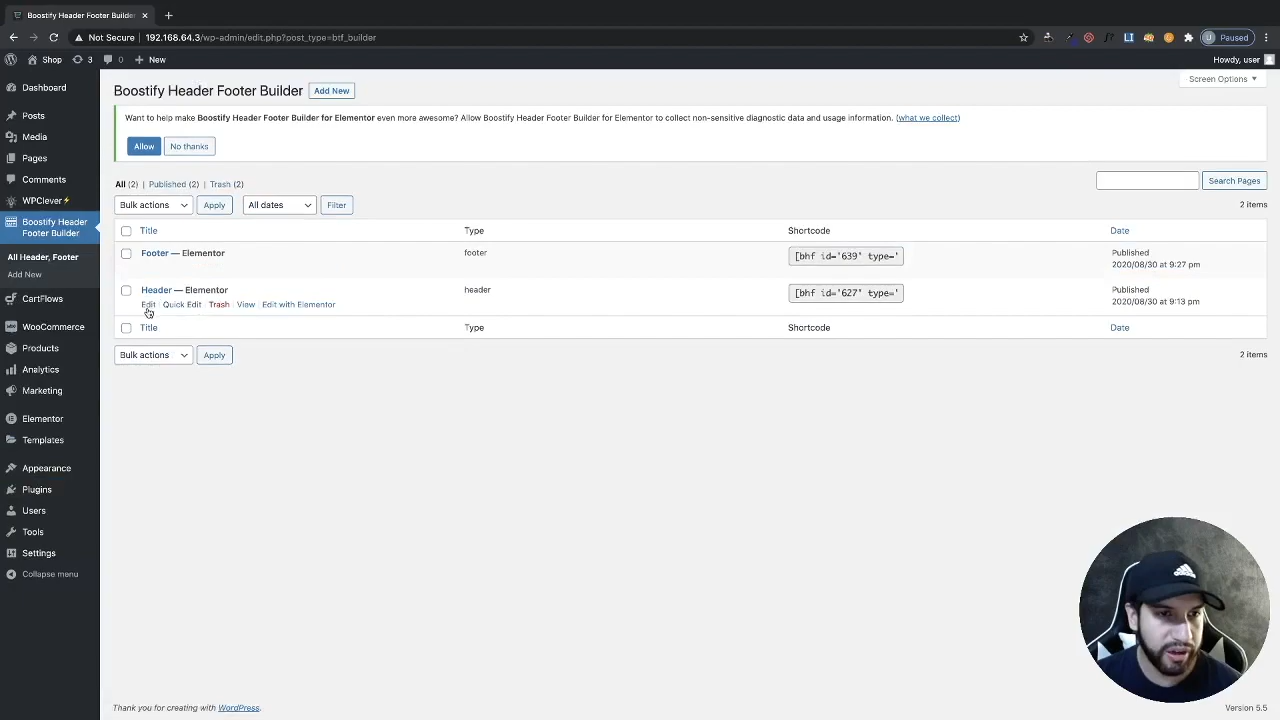 Boostify Header Footer Builder
Not Secure | 192.168.64.3/wp-admin/edit.php?post_type=btf_builder
Paused
Shop 3 0 New
Howdy, user
Dashboard
Posts
Media
Pages
Comments
WPClever
Boostify Header
Footer Builder
All Header, Footer
Add New
CartFlows
WooCommerce
Products
Analytics
Marketing
Elementor
Templates
Appearance
Plugins
Users
Tools
Settings
Collapse menu
Screen Options
Boostify Header Footer Builder Add New
Want to help make Boostify Header Footer Builder for Elementor even more awesome? Allow Boostify Header Footer Builder for Elementor to collect non-sensitive diagnostic data and usage information. (what we collect)
Allow No thanks
All (2) | Published (2) | Trash (2)
Search Pages
Bulk actions Apply All dates Filter
2 items
Title Type Shortcode Date
Footer — Elementor footer [bhf id='639' type=' Published
2020/08/30 at 9:27 pm
Header — Elementor header [bhf id='627' type=' Published
Edit | Quick Edit | Trash | View | Edit with Elementor 2020/08/30 at 9:13 pm
Title Type Shortcode Date
Bulk actions Apply
2 items
Thank you for creating with WordPress.
Version 5.5